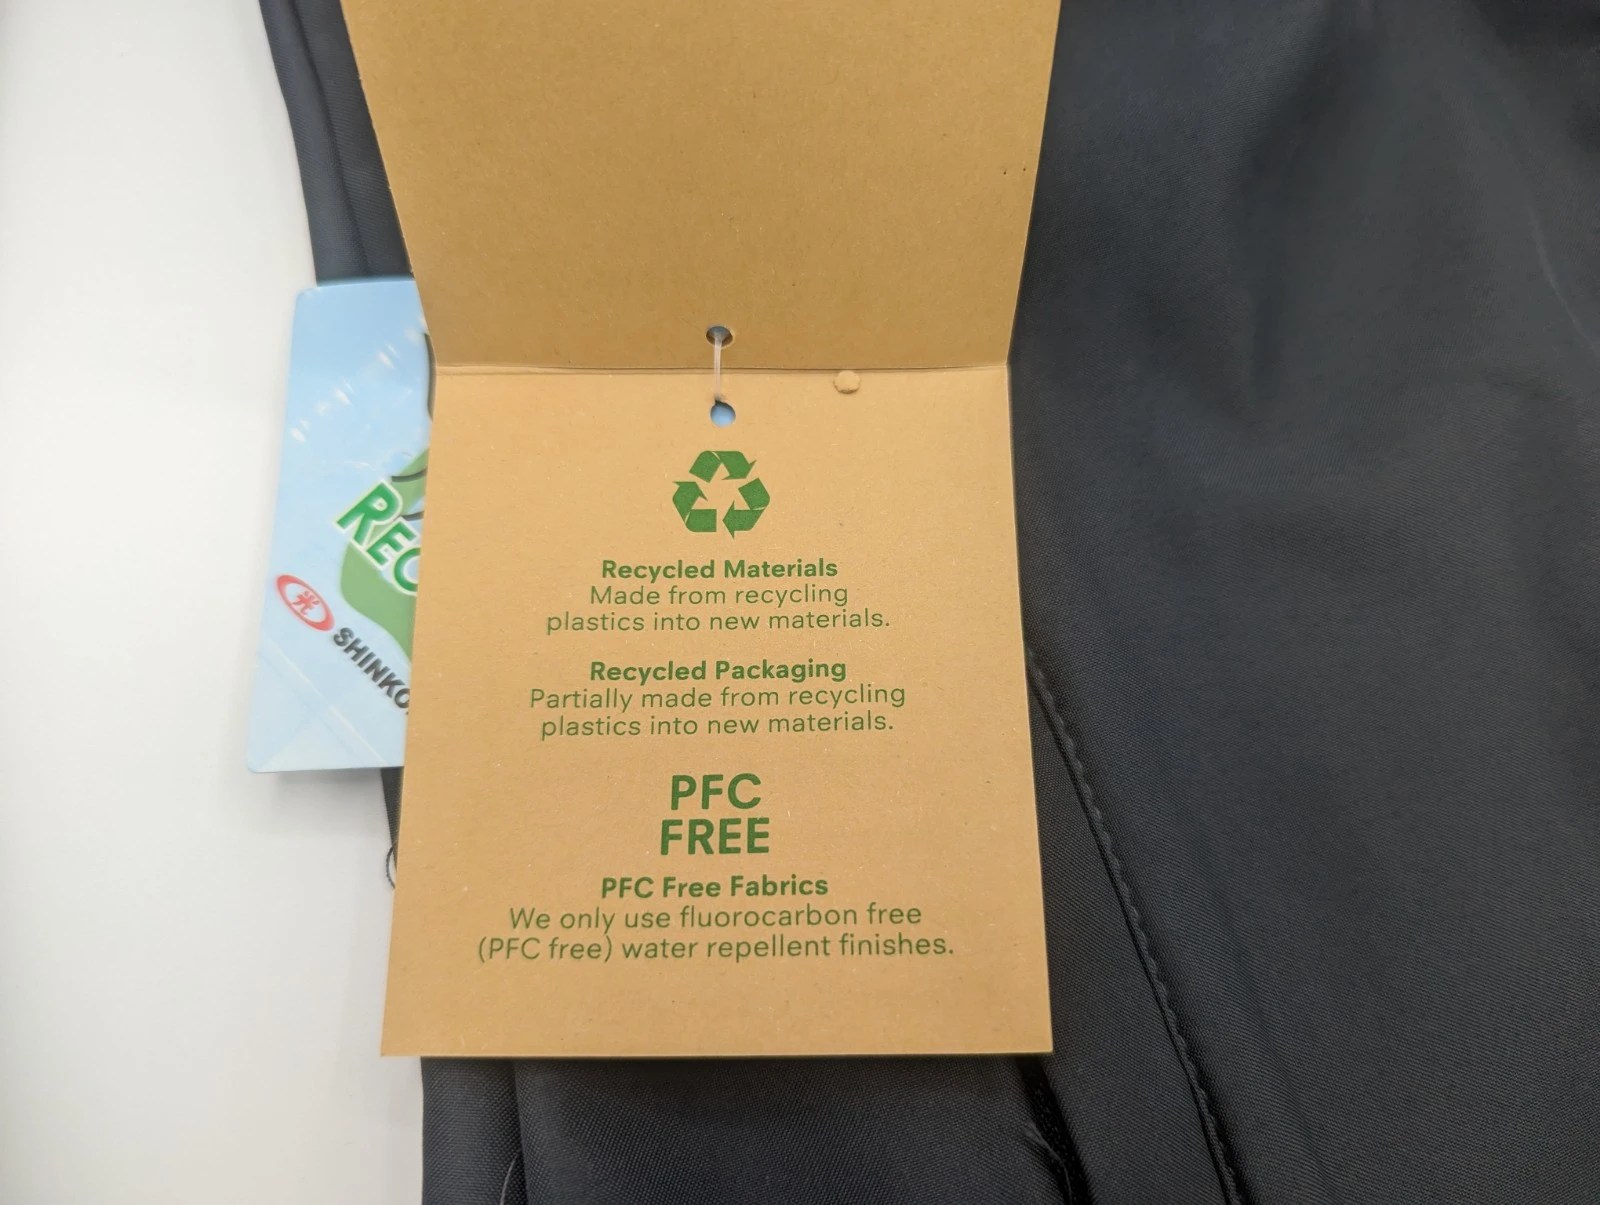 Recycled Materials
Made from recycling
plastics into new materials.
Recycled Packaging
Partially made from recycling
plastics into new materials.
PFC
FREE
PFC Free Fabrics
We only use fluorocarbon free
(PFC free) water repellent finishes.
光
SHINKO